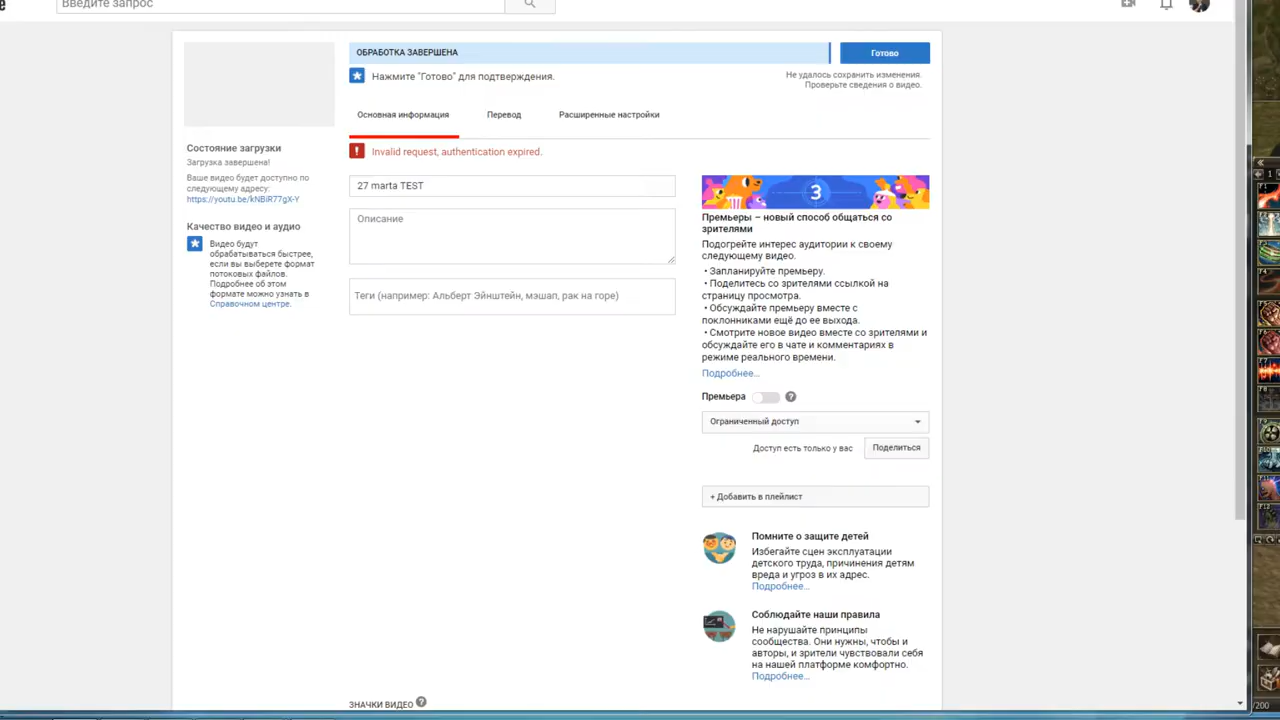 Введите запрос
ОБРАБОТКА ЗАВЕРШЕНА
Готово
Нажмите "Готово" для подтверждения.
Не удалось сохранить изменения.
Проверьте сведения о видео.
Основная информация
Перевод
Расширенные настройки
Invalid request, authentication expired.
Состояние загрузки
Загрузка завершена!
Ваше видео будет доступно по
следующему адресу:
https://youtu.be/kNBiR77gX-Y
Качество видео и аудио
Видео будут
обрабатываться быстрее,
если вы выберете формат
потоковых файлов.
Подробнее об этом
формате можно узнать в
Справочном центре.
27 marta TEST
Описание
Теги (например: Альберт Эйнштейн, мэшап, рак на горе)
3
Премьеры – новый способ общаться со
зрителями
Подогрейте интерес аудитории к своему
следующему видео.
• Запланируйте премьеру.
• Поделитесь со зрителями ссылкой на
страницу просмотра.
• Обсуждайте премьеру вместе с
поклонниками ещё до ее выхода.
• Смотрите новое видео вместе со зрителями и
обсуждайте его в чате и комментариях в
режиме реального времени.
Подробнее...
Премьера
?
Ограниченный доступ
Доступ есть только у вас
Поделиться
+ Добавить в плейлист
Помните о защите детей
Избегайте сцен эксплуатации
детского труда, причинения детям
вреда и угроз в их адрес.
Подробнее...
Соблюдайте наши правила
Не нарушайте принципы
сообщества. Они нужны, чтобы и
авторы, и зрители чувствовали себя
на нашей платформе комфортно.
Подробнее...
ЗНАЧКИ ВИДЕО
?
1
/200